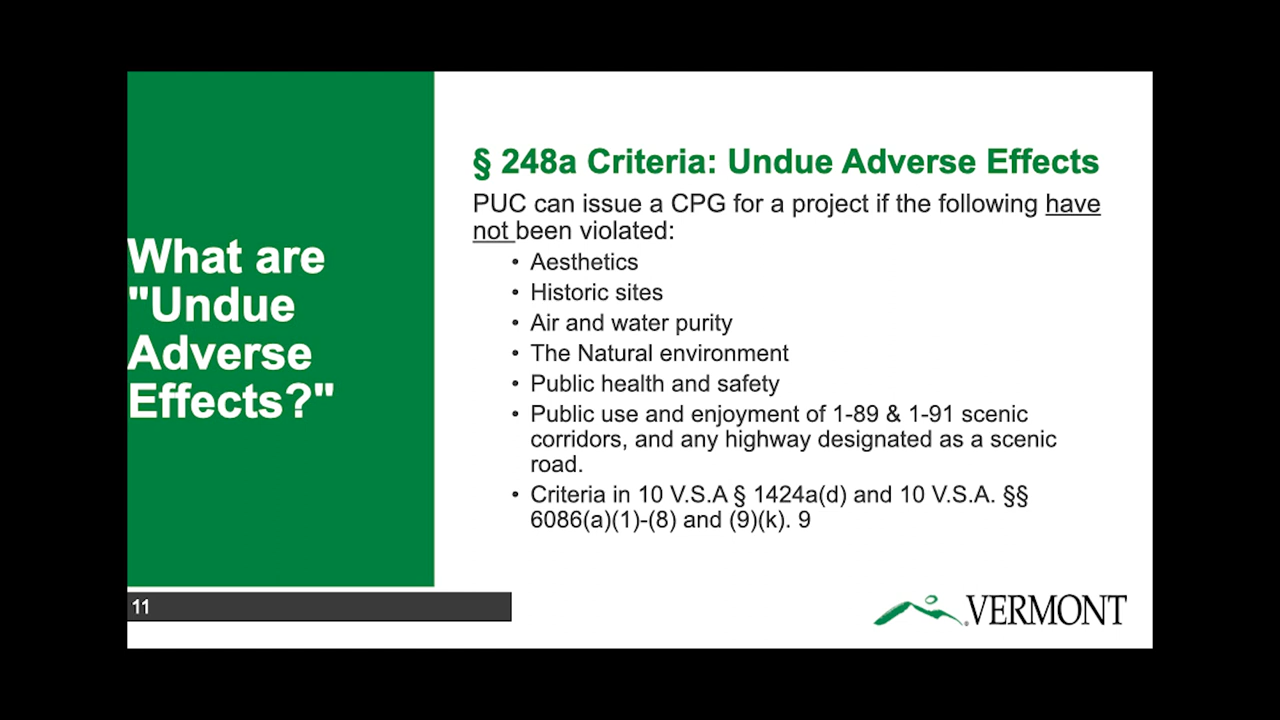 What are
"Undue
Adverse
Effects?"
§ 248a Criteria: Undue Adverse Effects
PUC can issue a CPG for a project if the following have
not been violated:
• Aesthetics
• Historic sites
• Air and water purity
• The Natural environment
• Public health and safety
• Public use and enjoyment of 1-89 & 1-91 scenic
corridors, and any highway designated as a scenic
road.
• Criteria in 10 V.S.A § 1424a(d) and 10 V.S.A. §§
6086(a)(1)-(8) and (9)(k). 9
11
VERMONT